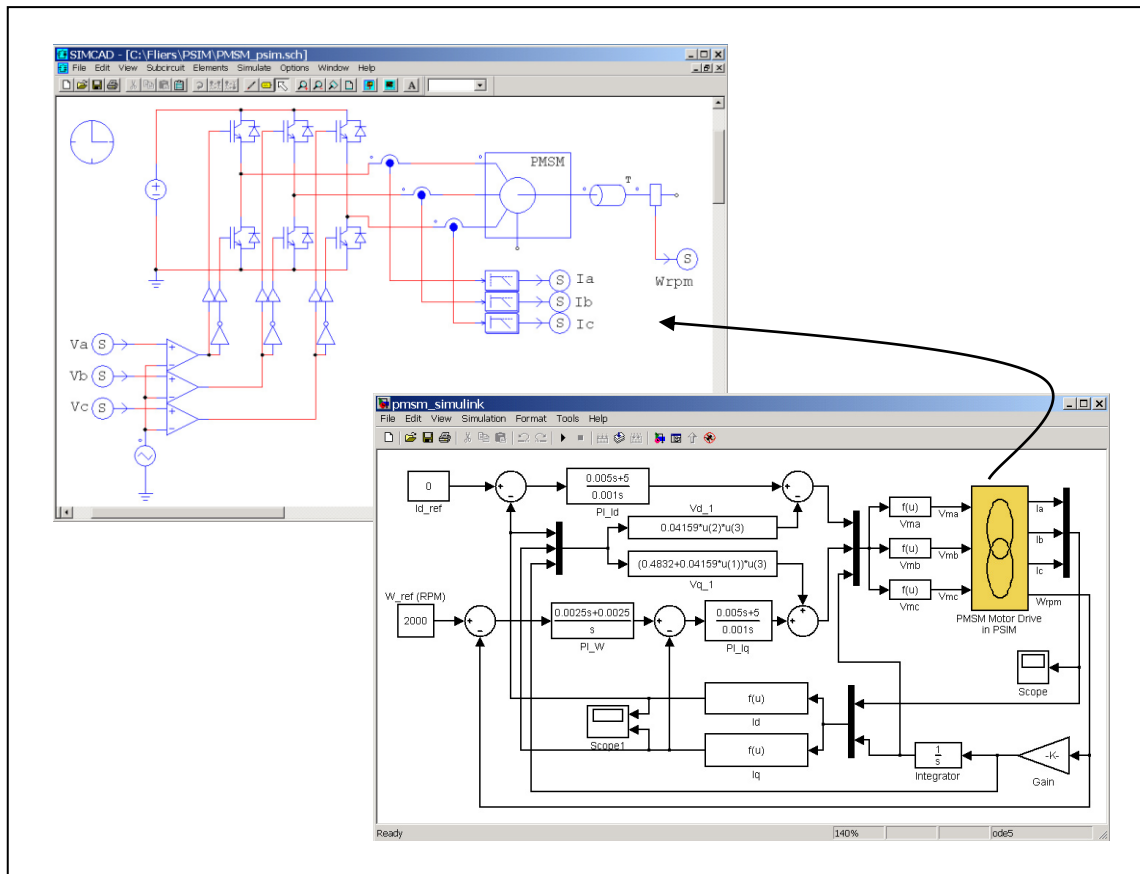 SIMCAD - [C:\Fliers\PSIM\PMSM_psim.sch]
File Edit View Subcircuit Elements Simulate Options Window Help
A
PMSM
T
S
Wrpm
S Ia
S Ib
S Ic
Va S
Vb S
Vc S
pmsm_simulink
File Edit View Simulation Format Tools Help
0
Id_ref
0.005s+5
0.001s
PI_Id
Vd_1
0.04159*u(2)*u(3)
(0.4832+0.04159*u(1))*u(3)
Vq_1
W_ref (RPM)
2000
0.0025s+0.0025
s
PI_W
0.005s+5
0.001s
PI_Iq
f(u)
Vma
Vma
f(u)
Vmb
Vmb
f(u)
Vmc
Vmc
Ia
Ib
Ic
Wrpm
PMSM Motor Drive
in PSIM
Scope
f(u)
Id
Scope1
f(u)
Iq
1
s
Integrator
-K-
Gain
Ready 140% ode5